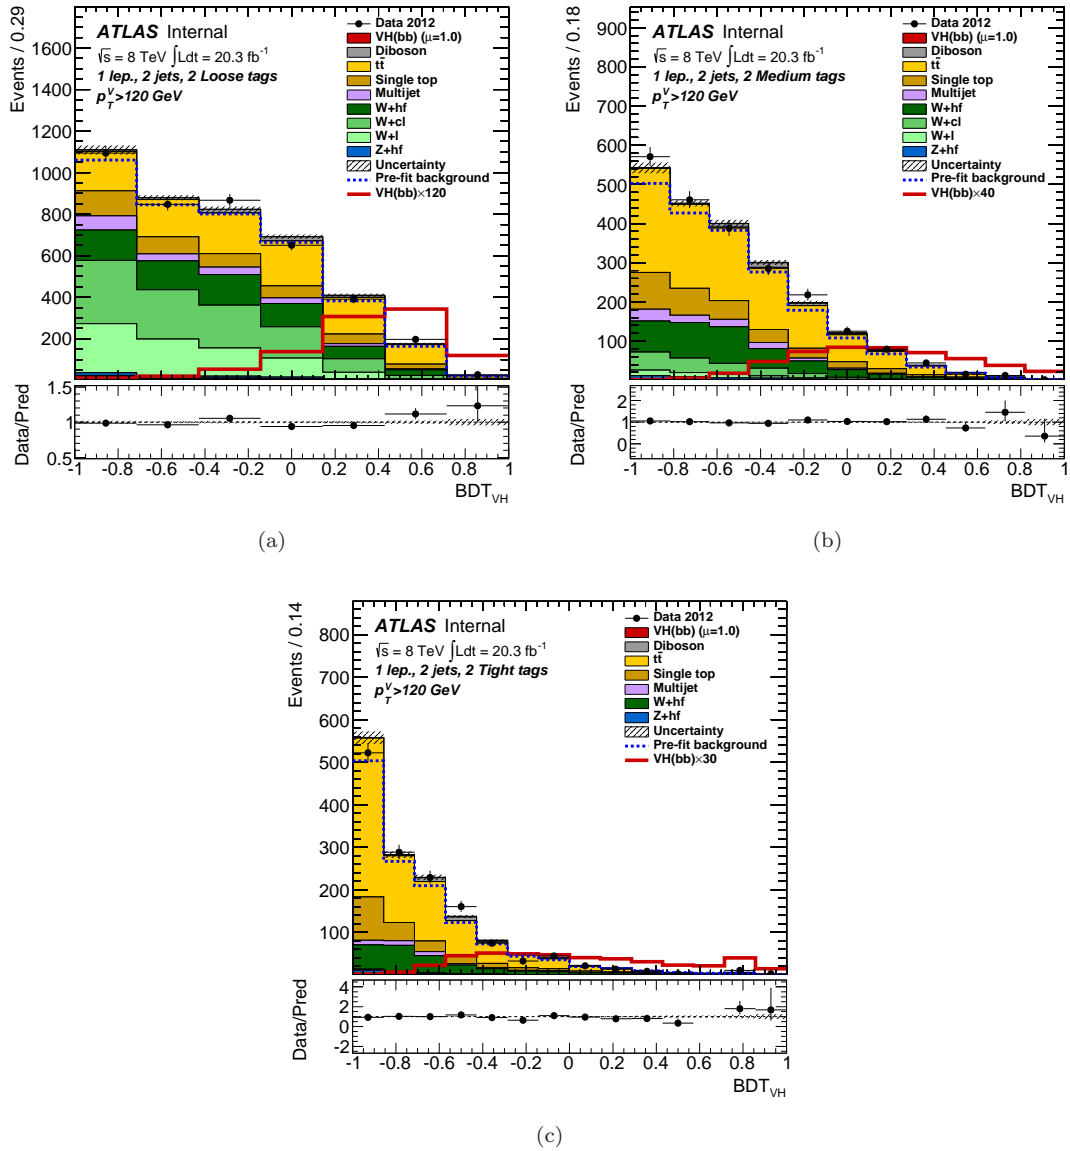 Events / 0.29
1600
1400
1200
1000
800
600
400
200
ATLAS Internal
√s = 8 TeV ∫Ldt = 20.3 fb⁻¹
1 lep., 2 jets, 2 Loose tags
p_T^V>120 GeV
Data 2012
VH(bb) (μ=1.0)
Diboson
tt̄
Single top
Multijet
W+hf
W+cl
W+l
Z+hf
Uncertainty
Pre-fit background
VH(bb)×120
Data/Pred
1.5
1
0.5
-1 -0.8 -0.6 -0.4 -0.2 0 0.2 0.4 0.6 0.8 1
BDT_VH
(a)
Events / 0.18
900
800
700
600
500
400
300
200
100
ATLAS Internal
√s = 8 TeV ∫Ldt = 20.3 fb⁻¹
1 lep., 2 jets, 2 Medium tags
p_T^V>120 GeV
Data 2012
VH(bb) (μ=1.0)
Diboson
tt̄
Single top
Multijet
W+hf
W+cl
W+l
Z+hf
Uncertainty
Pre-fit background
VH(bb)×40
Data/Pred
2
1
0
-1 -0.8 -0.6 -0.4 -0.2 0 0.2 0.4 0.6 0.8 1
BDT_VH
(b)
Events / 0.14
800
700
600
500
400
300
200
100
ATLAS Internal
√s = 8 TeV ∫Ldt = 20.3 fb⁻¹
1 lep., 2 jets, 2 Tight tags
p_T^V>120 GeV
Data 2012
VH(bb) (μ=1.0)
Diboson
tt̄
Single top
Multijet
W+hf
Z+hf
Uncertainty
Pre-fit background
VH(bb)×30
Data/Pred
4
2
0
-2
-1 -0.8 -0.6 -0.4 -0.2 0 0.2 0.4 0.6 0.8 1
BDT_VH
(c)